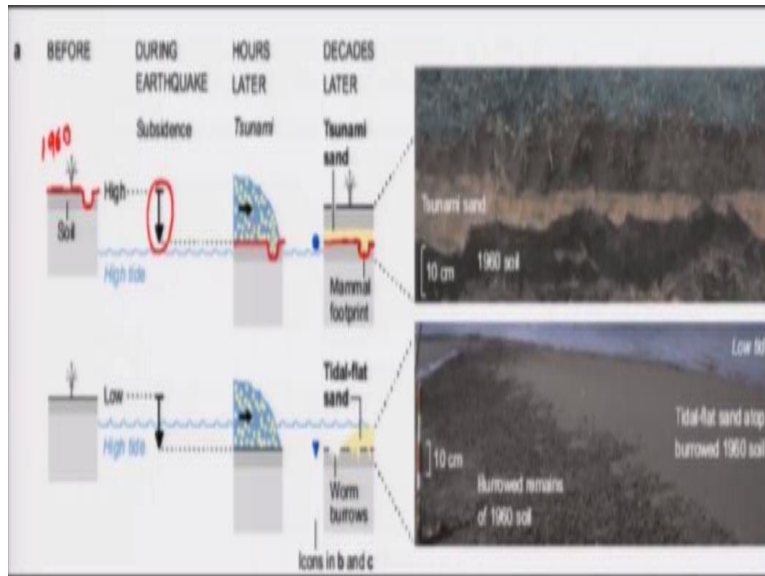 a
BEFORE
DURING
EARTHQUAKE
HOURS
LATER
DECADES
LATER
Subsidence
Tsunami
Tsunami
sand
1960
High
Soil
High tide
Mammal
footprint
Tsunami sand
10 cm
1960 soil
Low
High tide
Tidal-flat
sand
Worm
burrows
Icons in b and c
Tidal-flat sand atop
burrowed 1960 soil
10 cm
Burrowed remains
of 1960 soil